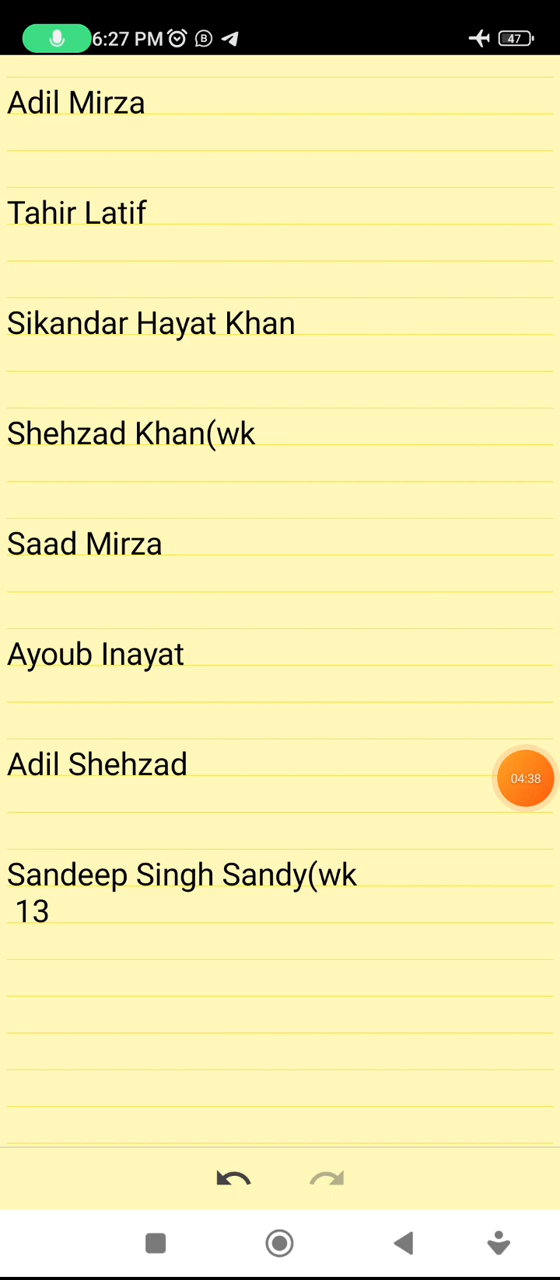 6:27 PM
47
Adil Mirza
Tahir Latif
Sikandar Hayat Khan
Shehzad Khan(wk
Saad Mirza
Ayoub Inayat
Adil Shehzad
04:38
Sandeep Singh Sandy(wk
13